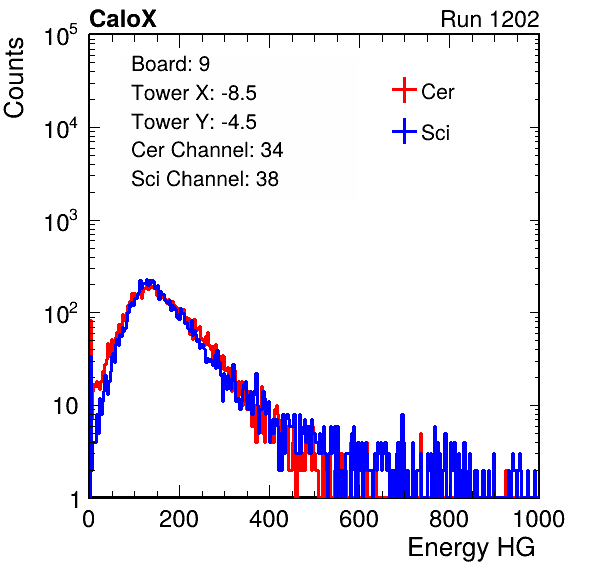 CaloX Run 1202
Counts
Board: 9
Tower X: -8.5
Tower Y: -4.5
Cer Channel: 34
Sci Channel: 38
Cer
Sci
10^5
10^4
10^3
10^2
10
1
0 200 400 600 800 1000
Energy HG